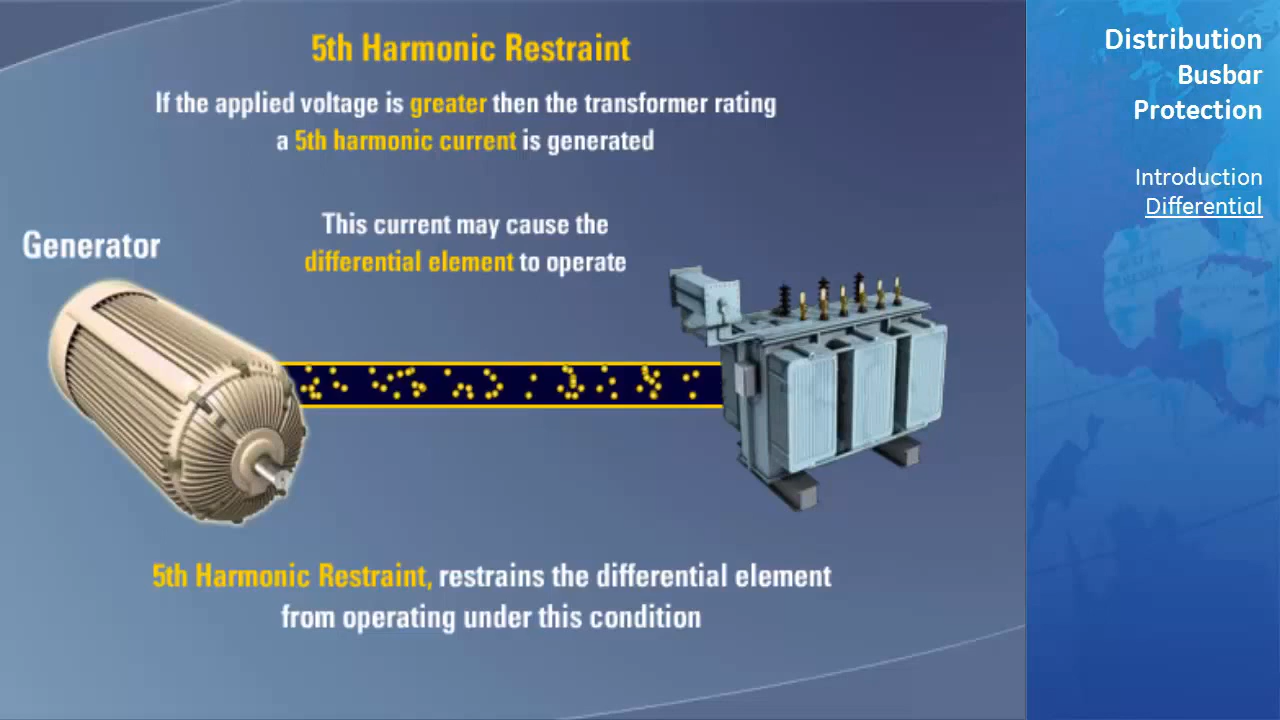 5th Harmonic Restraint
If the applied voltage is greater then the transformer rating
a 5th harmonic current is generated
This current may cause the
differential element to operate
Generator
5th Harmonic Restraint, restrains the differential element
from operating under this condition
Distribution
Busbar
Protection
Introduction
Differential